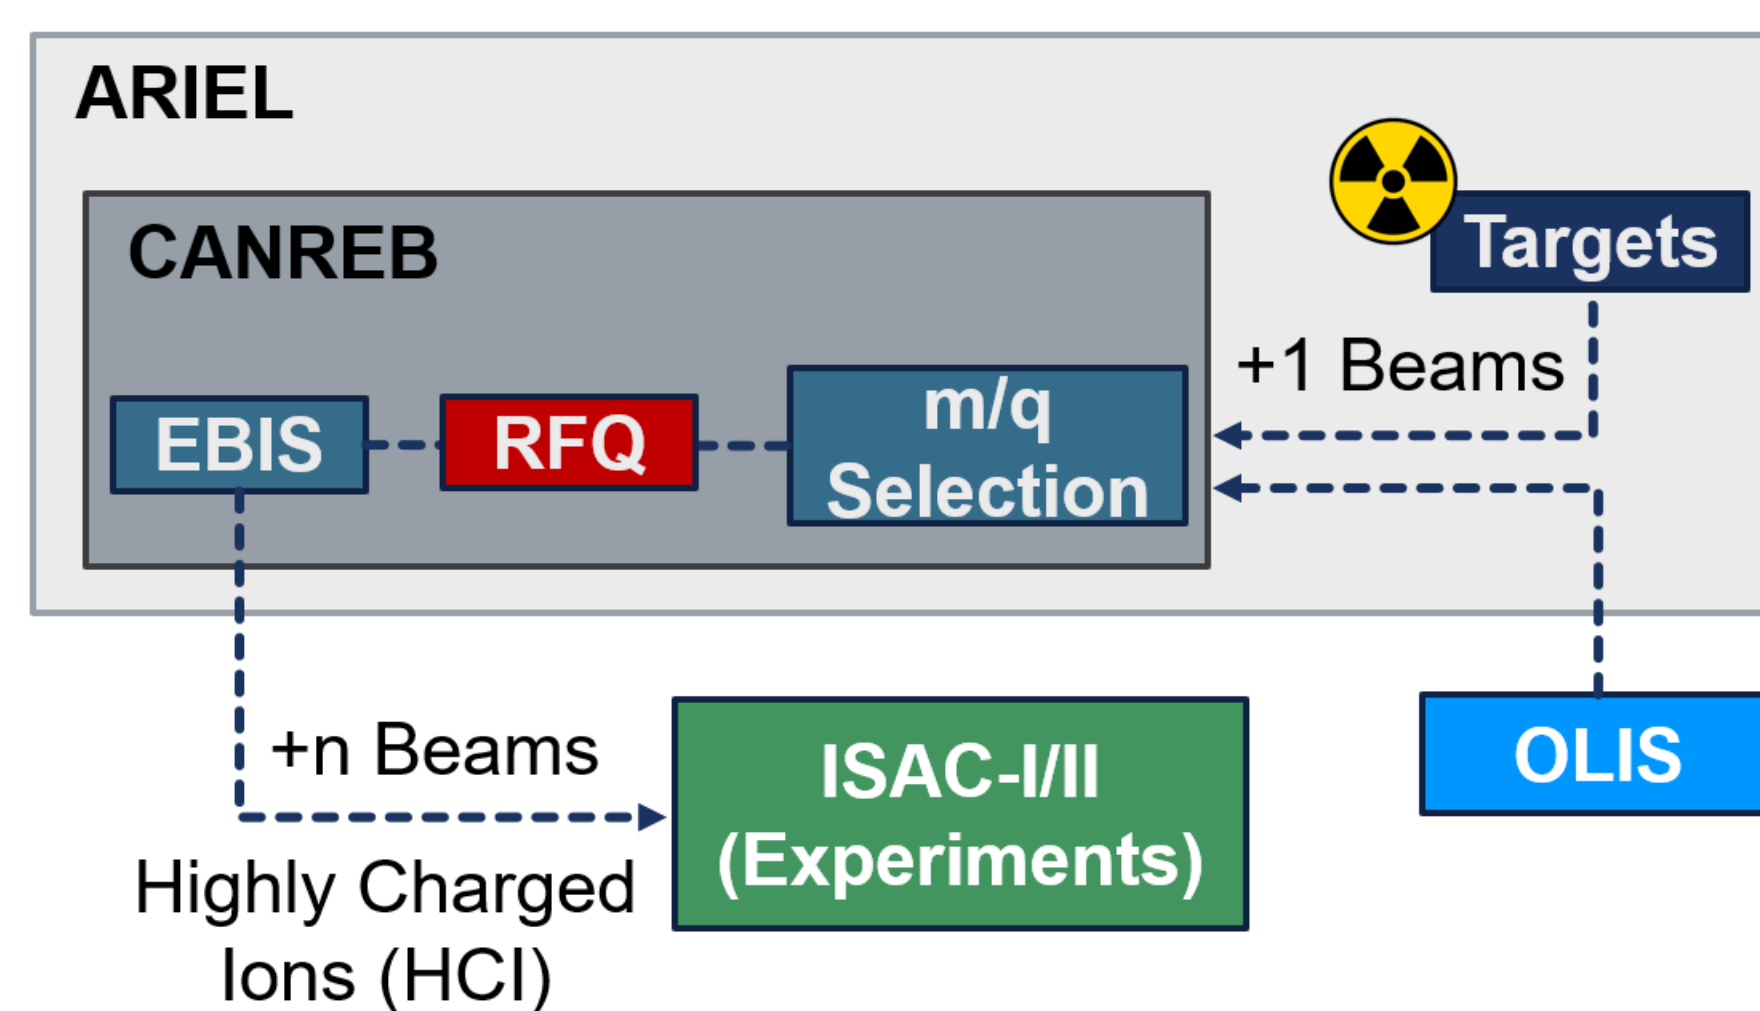 ARIEL
CANREB
Targets
+1 Beams
EBIS
RFQ
m/q
Selection
+n Beams
Highly Charged
Ions (HCI)
ISAC-I/II
(Experiments)
OLIS